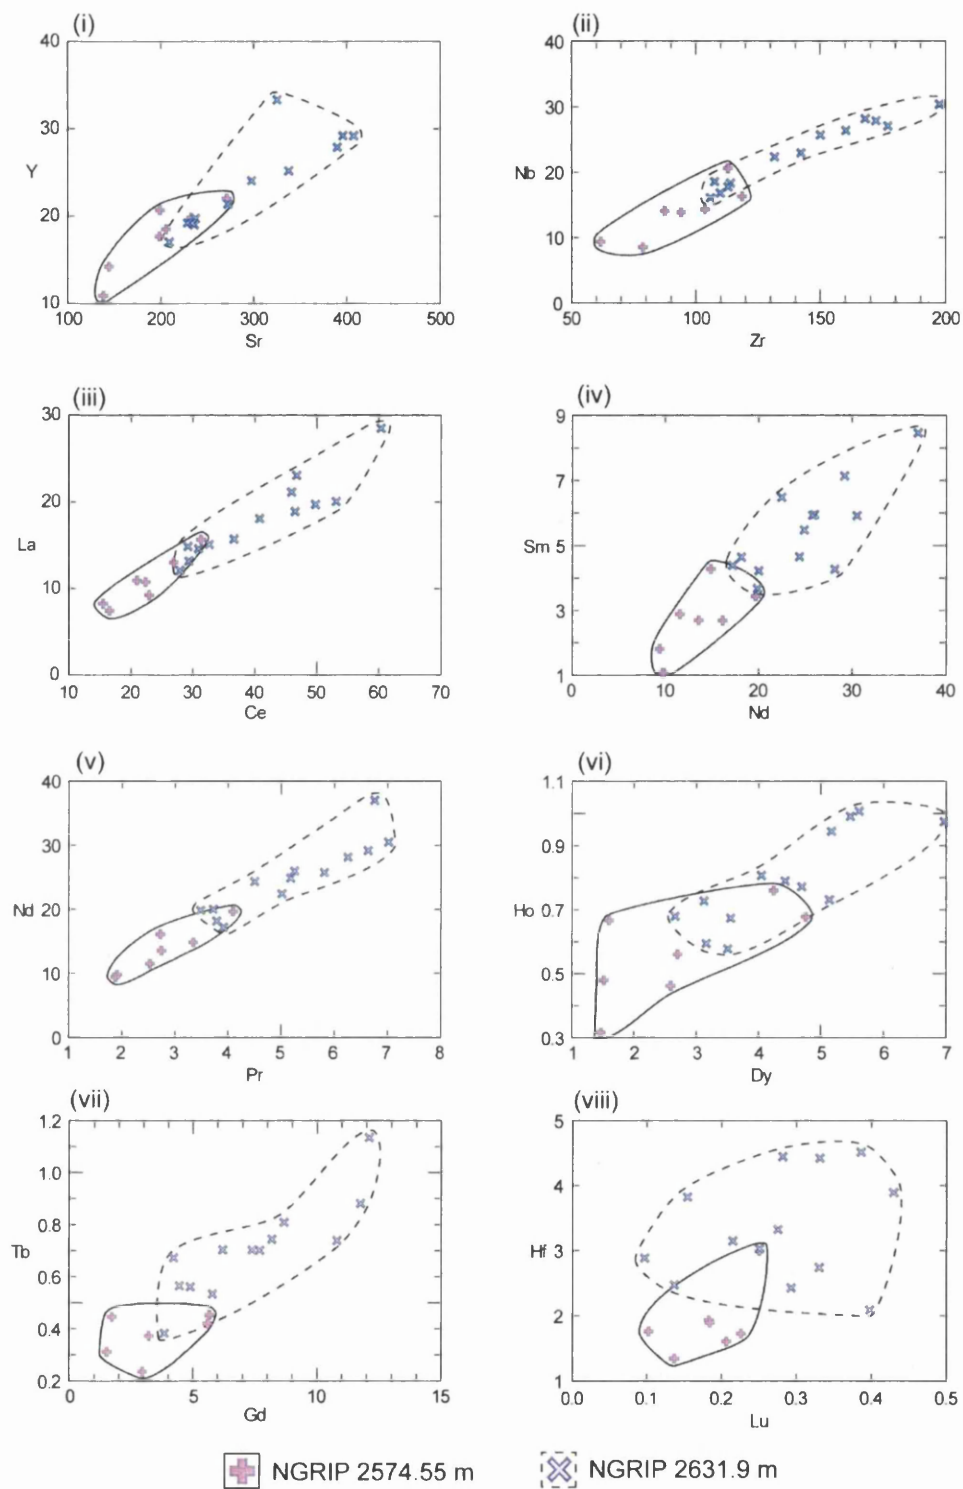 (i)
(ii)
40
30
Y
20
10
100 200 300 400 500
Sr
40
30
Nb
20
10
0
50 100 150 200
Zr
(iii)
(iv)
30
20
La
10
0
10 20 30 40 50 60 70
Ce
9
7
Sm
5
3
1
0 10 20 30 40
Nd
(v)
(vi)
40
30
Nd
20
10
0
1 2 3 4 5 6 7 8
Pr
1.1
0.9
Ho
0.7
0.5
0.3
1 2 3 4 5 6 7
Dy
(vii)
(viii)
1.2
1.0
0.8
Tb
0.6
0.4
0.2
0 5 10 15
Gd
5
4
Hf
3
2
1
0.0 0.1 0.2 0.3 0.4 0.5
Lu
NGRIP 2574.55 m
NGRIP 2631.9 m